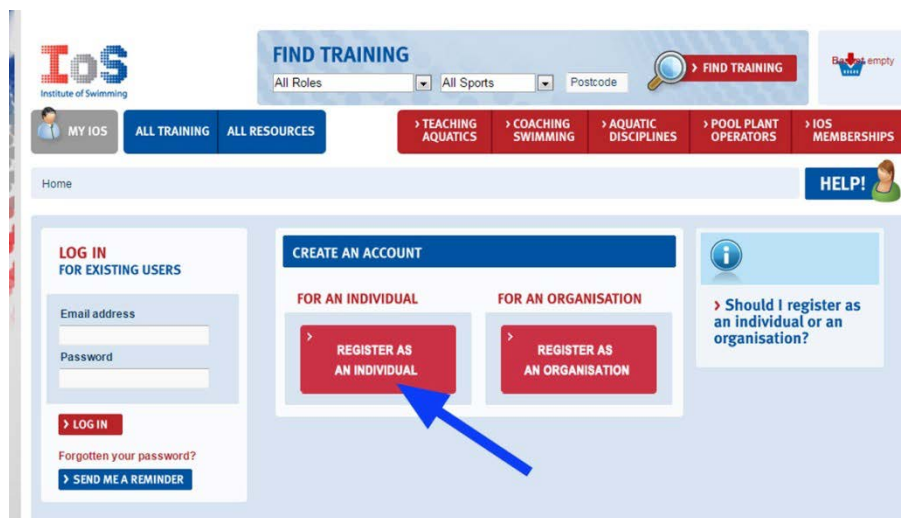 IoS
Institute of Swimming
FIND TRAINING
All Roles
All Sports
Postcode
> FIND TRAINING
Basket empty
MY IOS
ALL TRAINING
ALL RESOURCES
> TEACHING
AQUATICS
> COACHING
SWIMMING
> AQUATIC
DISCIPLINES
> POOL PLANT
OPERATORS
> IOS
MEMBERSHIPS
Home
HELP!
LOG IN
FOR EXISTING USERS
Email address
Password
> LOG IN
Forgotten your password?
> SEND ME A REMINDER
CREATE AN ACCOUNT
FOR AN INDIVIDUAL
> REGISTER AS
AN INDIVIDUAL
FOR AN ORGANISATION
> REGISTER AS
AN ORGANISATION
> Should I register as
an individual or an
organisation?